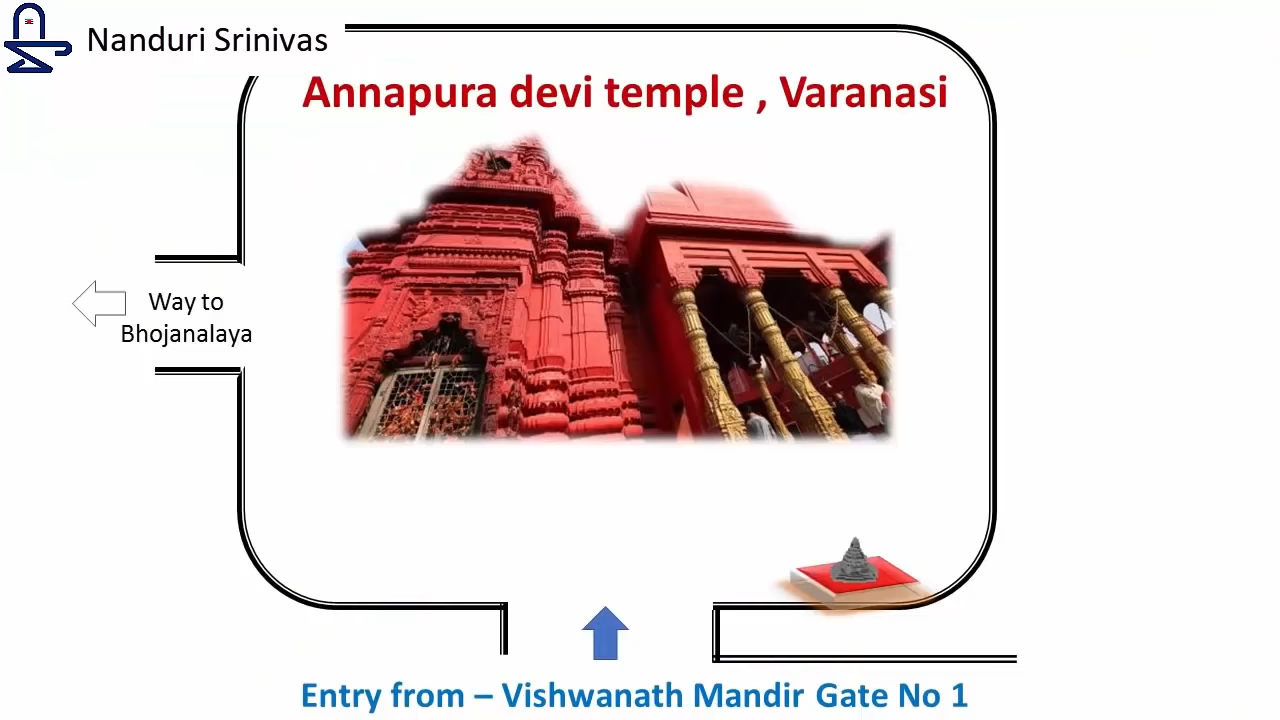 Nanduri Srinivas
Annapura devi temple , Varanasi
Way to
Bhojanalaya
Entry from – Vishwanath Mandir Gate No 1